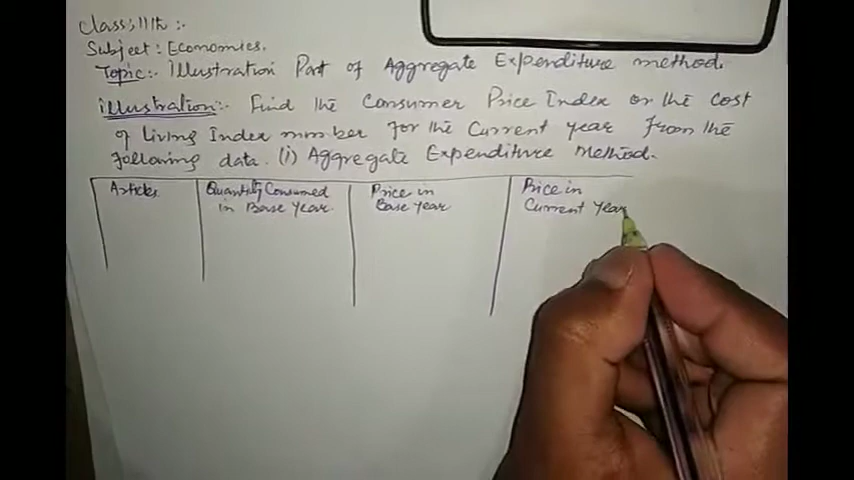 Class; 11th :-
Subject : Economics.
Topic:- Illustration Part of Aggregate Expenditure method.
illustration:- Find the Consumer Price Index or the cost
of living Index number for the Current year from the
following data. (i) Aggregate Expenditure Method.
Articles Quantity Consumed in Base Year Price in Base Year Price in Current Year